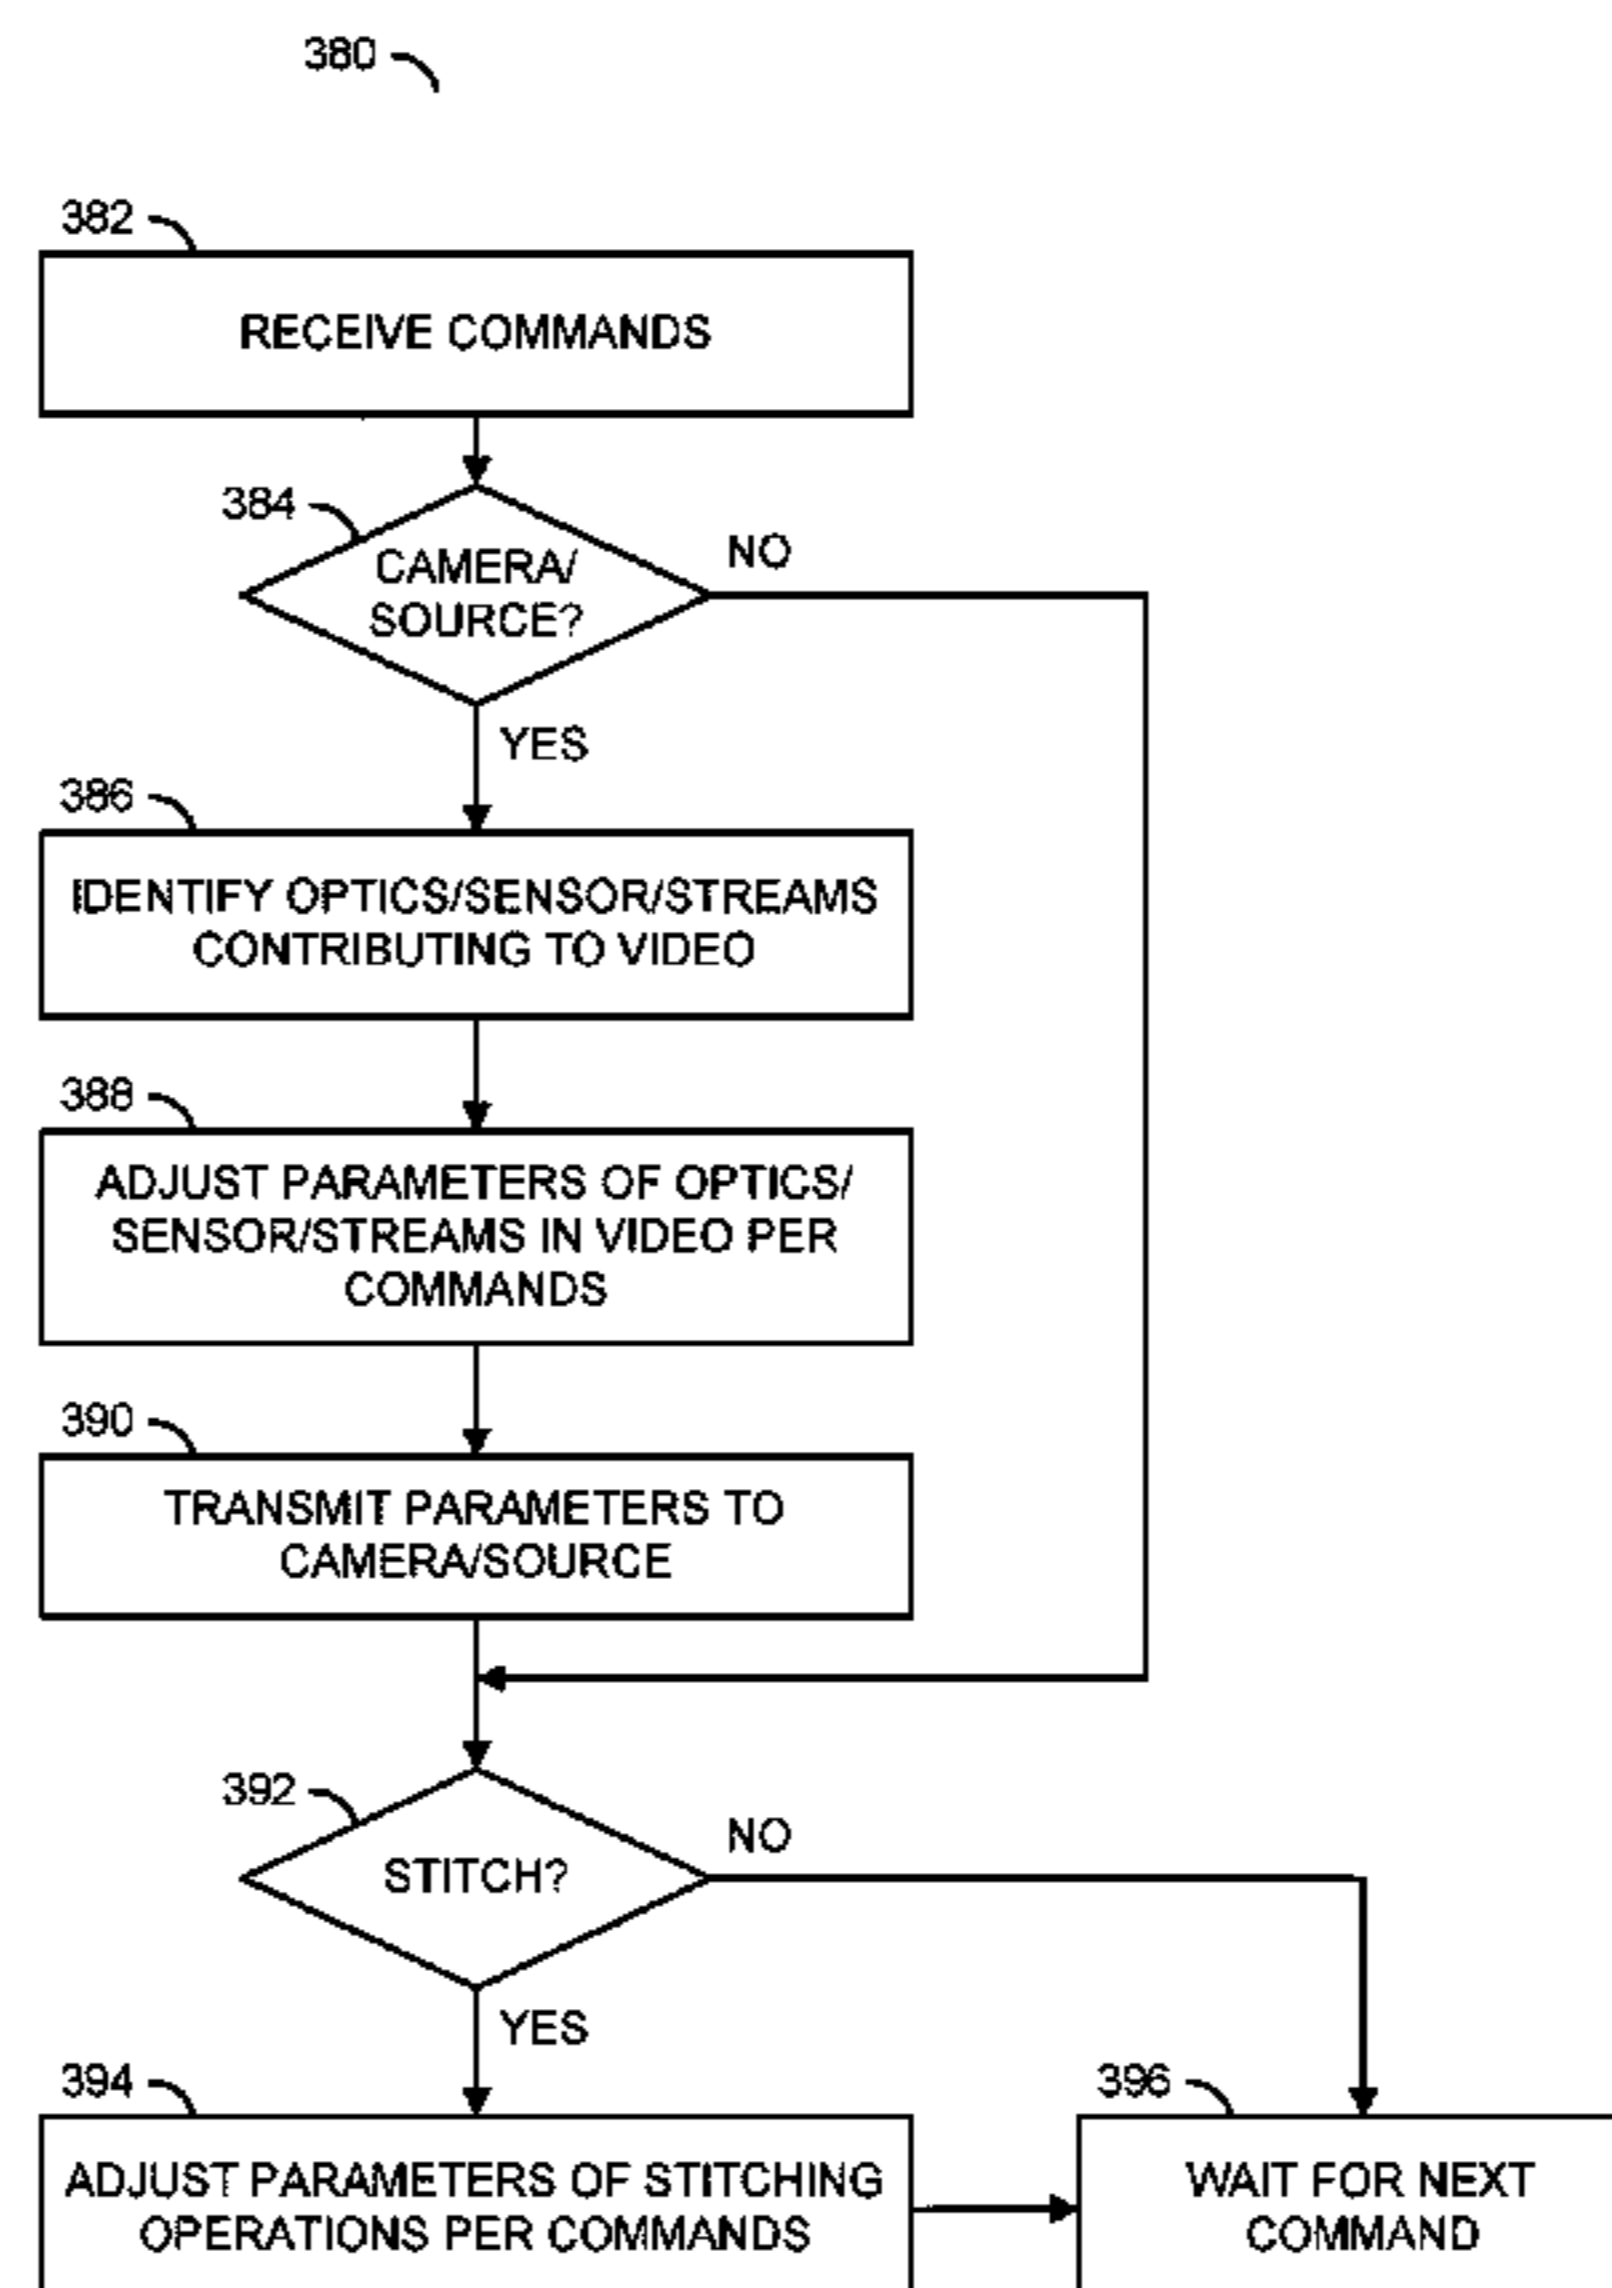 380
382
RECEIVE COMMANDS
384
CAMERA/
SOURCE?
NO
YES
386
IDENTIFY OPTICS/SENSOR/STREAMS
CONTRIBUTING TO VIDEO
388
ADJUST PARAMETERS OF OPTICS/
SENSOR/STREAMS IN VIDEO PER
COMMANDS
390
TRANSMIT PARAMETERS TO
CAMERA/SOURCE
392
STITCH?
NO
YES
394
ADJUST PARAMETERS OF STITCHING
OPERATIONS PER COMMANDS
396
WAIT FOR NEXT
COMMAND